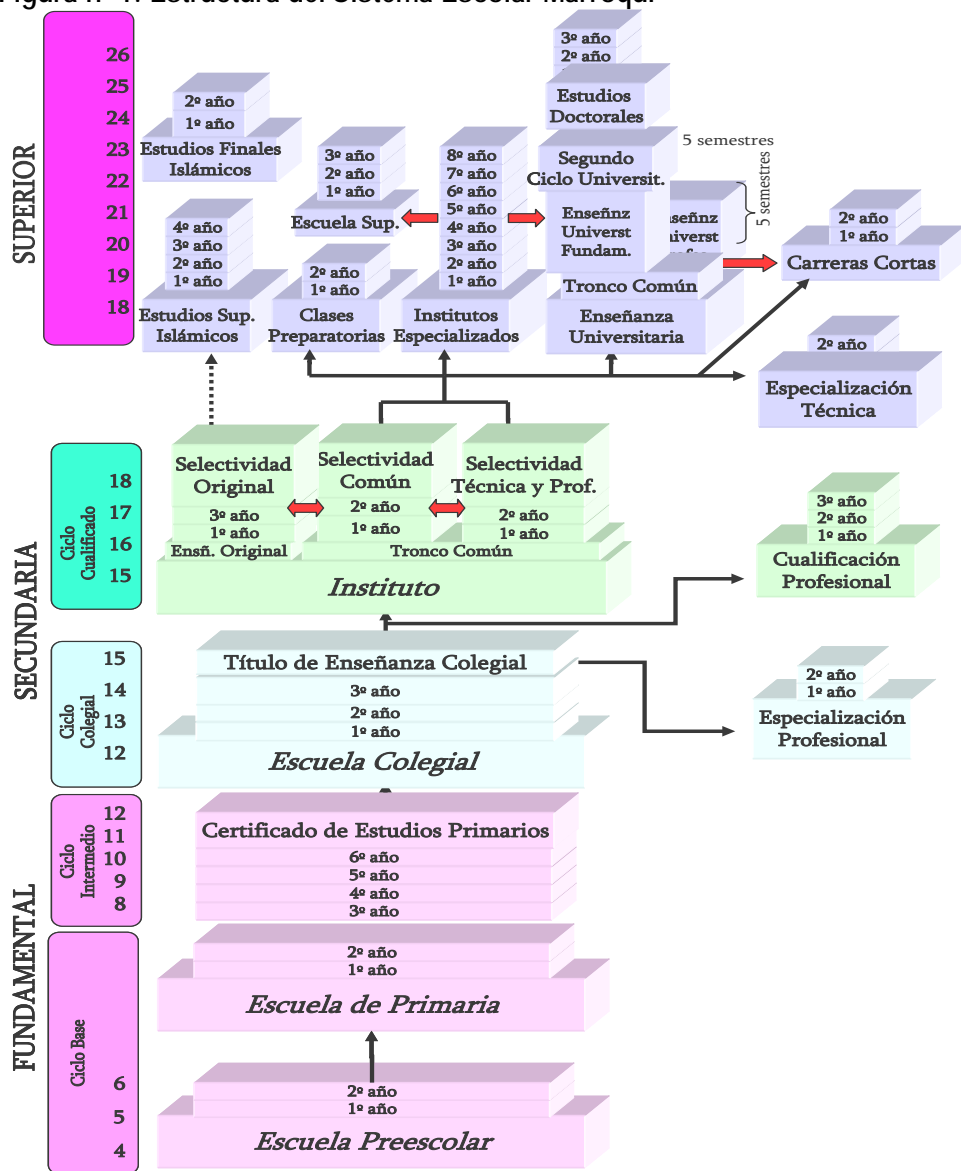 Figura nº 1: Estructura del Sistema Escolar Marroquí
SUPERIOR
26
25
24
23
22
21
20
19
18
3º año
2º año
Estudios
Doctorales
2º año
1º año
Estudios Finales
Islámicos
3º año
2º año
1º año
Escuela Sup.
8º año
7º año
6º año
5º año
4º año
3º año
2º año
1º año
Segundo
Ciclo Universit.
5 semestres
5 semestres
Enseñnz
Universt
Fundam.
2º año
1º año
Carreras Cortas
4º año
3º año
2º año
1º año
Estudios Sup.
Islámicos
2º año
1º año
Clases
Preparatorias
Institutos
Especializados
Tronco Común
Enseñanza
Universitaria
2º año
Especialización
Técnica
SECUNDARIA
Ciclo
Cualificado
18
17
16
15
Selectividad
Original
3º año
1º año
Ensñ. Original
Selectividad
Común
2º año
1º año
Selectividad
Técnica y Prof.
2º año
1º año
Tronco Común
Instituto
3º año
2º año
1º año
Cualificación
Profesional
Ciclo
Colegial
15
14
13
12
Título de Enseñanza Colegial
3º año
2º año
1º año
Escuela Colegial
2º año
1º año
Especialización
Profesional
FUNDAMENTAL
Ciclo
Intermedio
12
11
10
9
8
Certificado de Estudios Primarios
6º año
5º año
4º año
3º año
Ciclo Base
6
5
4
2º año
1º año
Escuela de Primaria
2º año
1º año
Escuela Preescolar